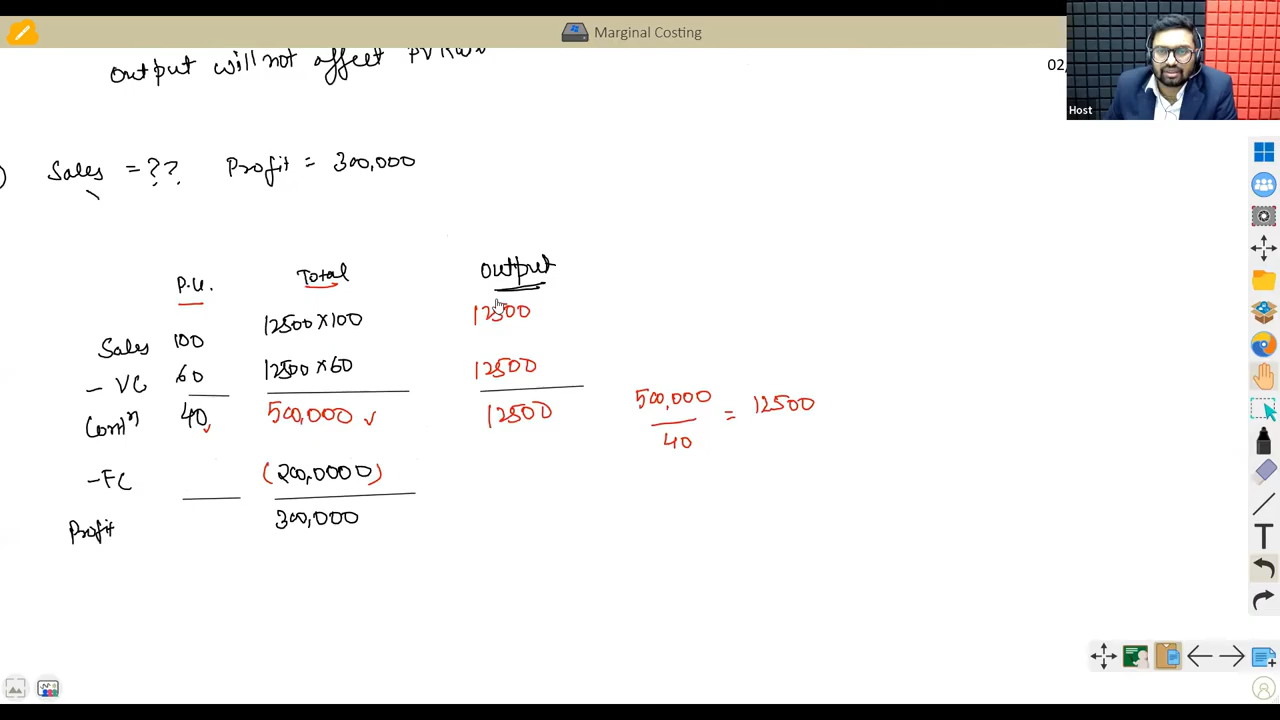 Marginal Costing
Output will not affect PV
02/
Host
Sales = ?? Profit = 300,000
P.U. Total Output
Sales 100 12500×100 12500
- VC 60 12500×60 12500
Contn 40 500,000 ✓ 12500
500,000
40
= 12500
-FC (200,0000)
Profit 300,000